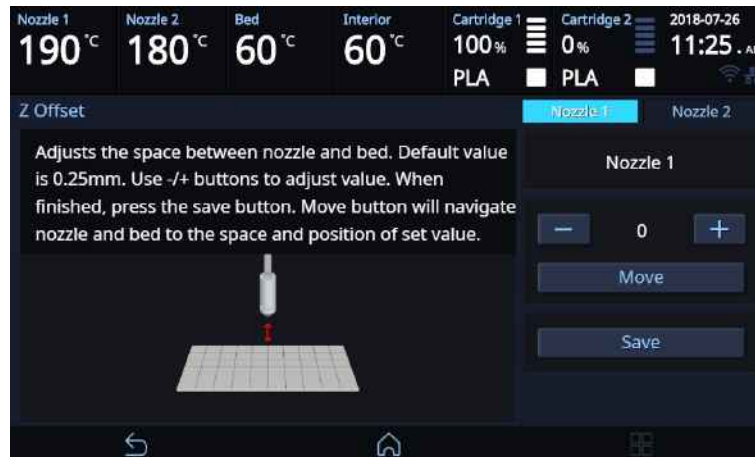 Nozzle 1 Nozzle 2 Bed Interior Cartridge 1 Cartridge 2 2018-07-26
190 °C 180 °C 60 °C 60 °C 100 % 0 % 11:25 .
PLA PLA
Z Offset Nozzle 1 Nozzle 2
Adjusts the space between nozzle and bed. Default value
is 0.25mm. Use -/+ buttons to adjust value. When
finished, press the save button. Move button will navigate
nozzle and bed to the space and position of set value.
Nozzle 1
− 0 +
Move
Save